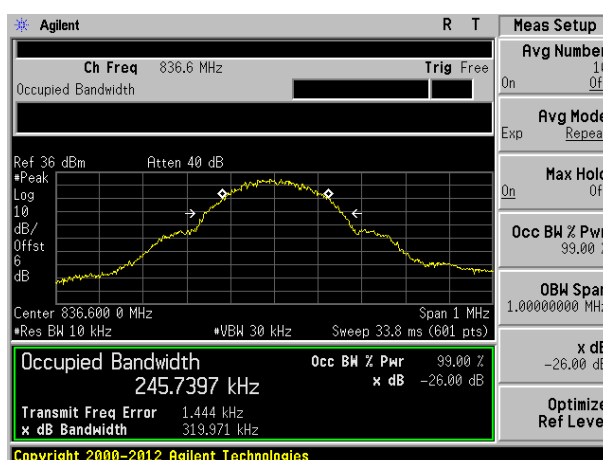 Agilent R T
Meas Setup
Ch Freq 836.6 MHz Trig Free
Occupied Bandwidth
Avg Number
On
Avg Mode
Exp
Max Hold
On
Occ BW % Pwr
99.00
OBW Span
1.00000000
x dB
-26.00 dB
Optimize
Ref Level
Ref 36 dBm Atten 40 dB
#Peak
Log
10
dB/
Offst
6
dB
Center 836.600 0 MHz Span 1 MHz
#Res BW 10 kHz #VBW 30 kHz Sweep 33.8 ms (601 pts)
Occupied Bandwidth Occ BW % Pwr 99.00 %
245.7397 kHz x dB -26.00 dB
Transmit Freq Error 1.444 kHz
x dB Bandwidth 319.971 kHz
Copyright 2000-2012 Agilent Technologies